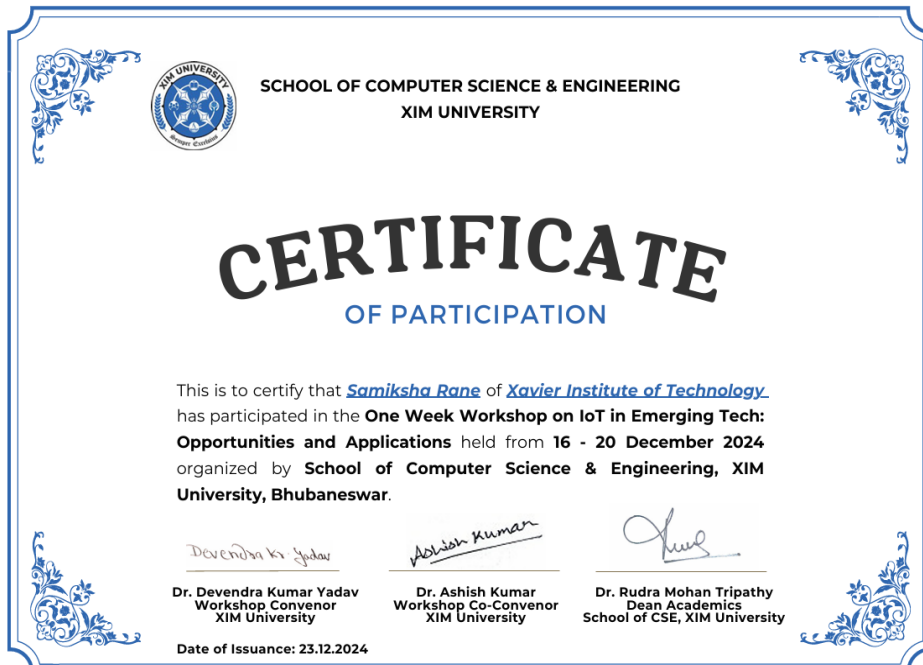 XIM UNIVERSITY
Semper Excelsius
SCHOOL OF COMPUTER SCIENCE & ENGINEERING
XIM UNIVERSITY
CERTIFICATE
OF PARTICIPATION
This is to certify that Samiksha Rane of Xavier Institute of Technology
has participated in the One Week Workshop on IoT in Emerging Tech:
Opportunities and Applications held from 16 - 20 December 2024
organized by School of Computer Science & Engineering, XIM
University, Bhubaneswar.
Devendra Kr. Yadav
Ashish Kumar
Dr. Devendra Kumar Yadav
Workshop Convenor
XIM University
Dr. Ashish Kumar
Workshop Co-Convenor
XIM University
Dr. Rudra Mohan Tripathy
Dean Academics
School of CSE, XIM University
Date of Issuance: 23.12.2024